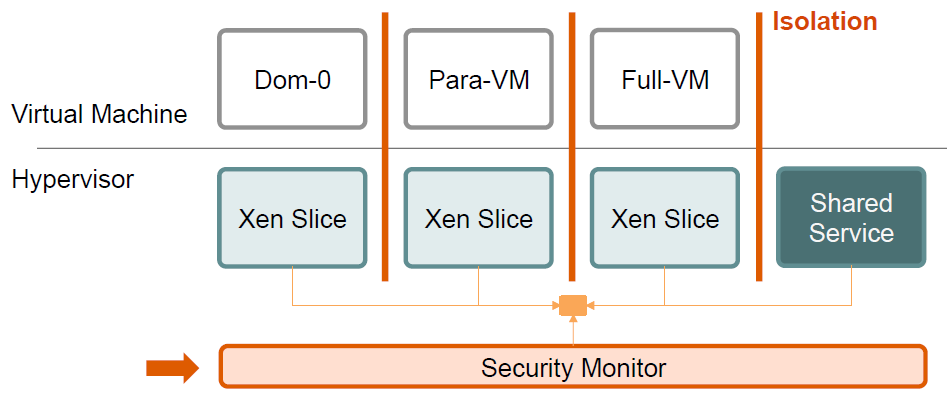 Isolation
Dom-0
Para-VM
Full-VM
Virtual Machine
Hypervisor
Xen Slice
Xen Slice
Xen Slice
Shared
Service
Security Monitor